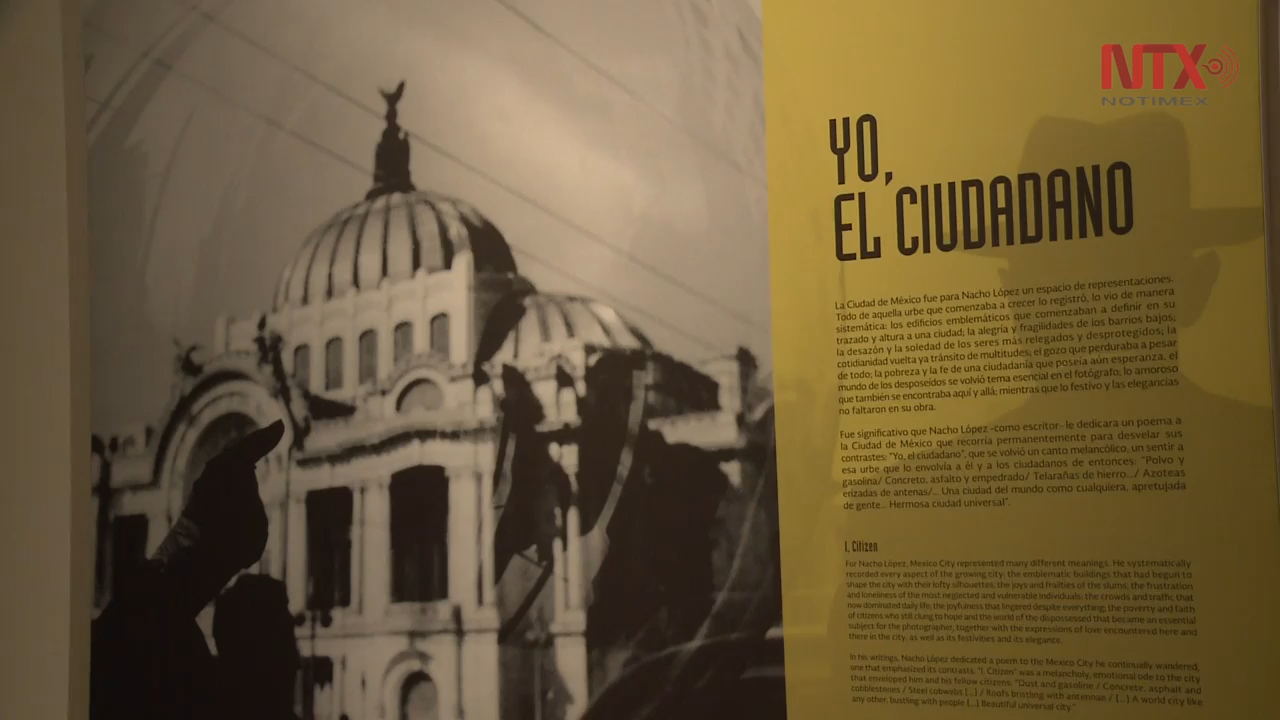 NTX
NOTIMEX
YO,
EL CIUDADANO
La Ciudad de México fue para Nacho López un espacio de representaciones.
Todo de aquella urbe que comenzaba a crecer lo registró, lo vio de manera
sistemática: los edificios emblemáticos que comenzaban a definir en su
trazado y altura a una ciudad; la alegría y fragilidades de los barrios bajos;
la desazón y la soledad de los seres más relegados y desprotegidos; la
cotidianidad vuelta ya tránsito de multitudes; el gozo que perduraba a pesar
de todo; la pobreza y la fe de una ciudadanía que poseía aún esperanza, el
mundo de los desposeídos se volvió tema esencial en el fotógrafo; lo amoroso
que también se encontraba aquí y allá; mientras que lo festivo y las elegancias
no faltaron en su obra.
Fue significativo que Nacho López -como escritor- le dedicara un poema a
la Ciudad de México que recorría permanentemente para desvelar sus
contrastes: "Yo, el ciudadano", que se volvió un canto melancólico, un sentir a
esa urbe que lo envolvía a él y a los ciudadanos de entonces: "Polvo y
gasolina/ Concreto, asfalto y empedrado/ Telarañas de hierro.../ Azoteas
erizadas de antenas/... Una ciudad del mundo como cualquiera, apretujada
de gente... Hermosa ciudad universal".
I, Citizen
For Nacho López, Mexico City represented many different meanings. He systematically
recorded every aspect of the growing city: the emblematic buildings that had begun to
shape the city with their lofty silhouettes; the joys and frailties of the slums; the frustration
and loneliness of the most neglected and vulnerable individuals; the crowds and traffic that
now dominated daily life; the joyfulness that lingered despite everything; the poverty and faith
of citizens who still clung to hope and the world of the dispossessed that became an essential
subject for the photographer, together with the expressions of love encountered here and
there in the city, as well as its festivities and its elegance.
In his writings, Nacho López dedicated a poem to the Mexico City he continually wandered,
one that emphasized its contrasts. "I, Citizen" was a melancholy, emotional ode to the city
that enveloped him and his fellow citizens: "Dust and gasoline / Concrete, asphalt and
cobblestones / Steel cobwebs [...] / Roofs bristling with antennan / [...] A world city like
any other, bustling with people [...] Beautiful universal city."